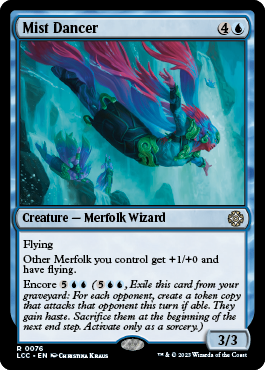 Mist Dancer 4
Creature — Merfolk Wizard
Flying
Other Merfolk you control get +1/+0 and
have flying.
Encore 5 (5, Exile this card from your
graveyard: For each opponent, create a token copy
that attacks that opponent this turn if able. They
gain haste. Sacrifice them at the beginning of the
next end step. Activate only as a sorcery.)
3/3
R 0076
LCC • EN Christina Kraus
™ & © 2023 Wizards of the Coast